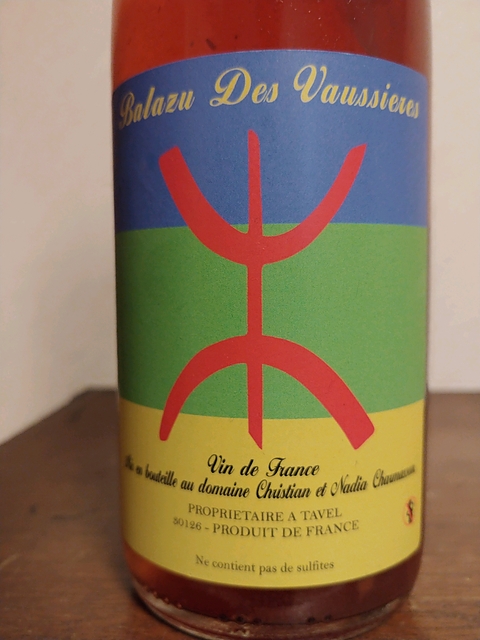 Balazu Des Vaussieres
Vin de France
Mis en bouteille au domaine Christian et Nadia
PROPRIETAIRE A TAVEL
30126 - PRODUIT DE FRANCE
Ne contient pas de sulfites